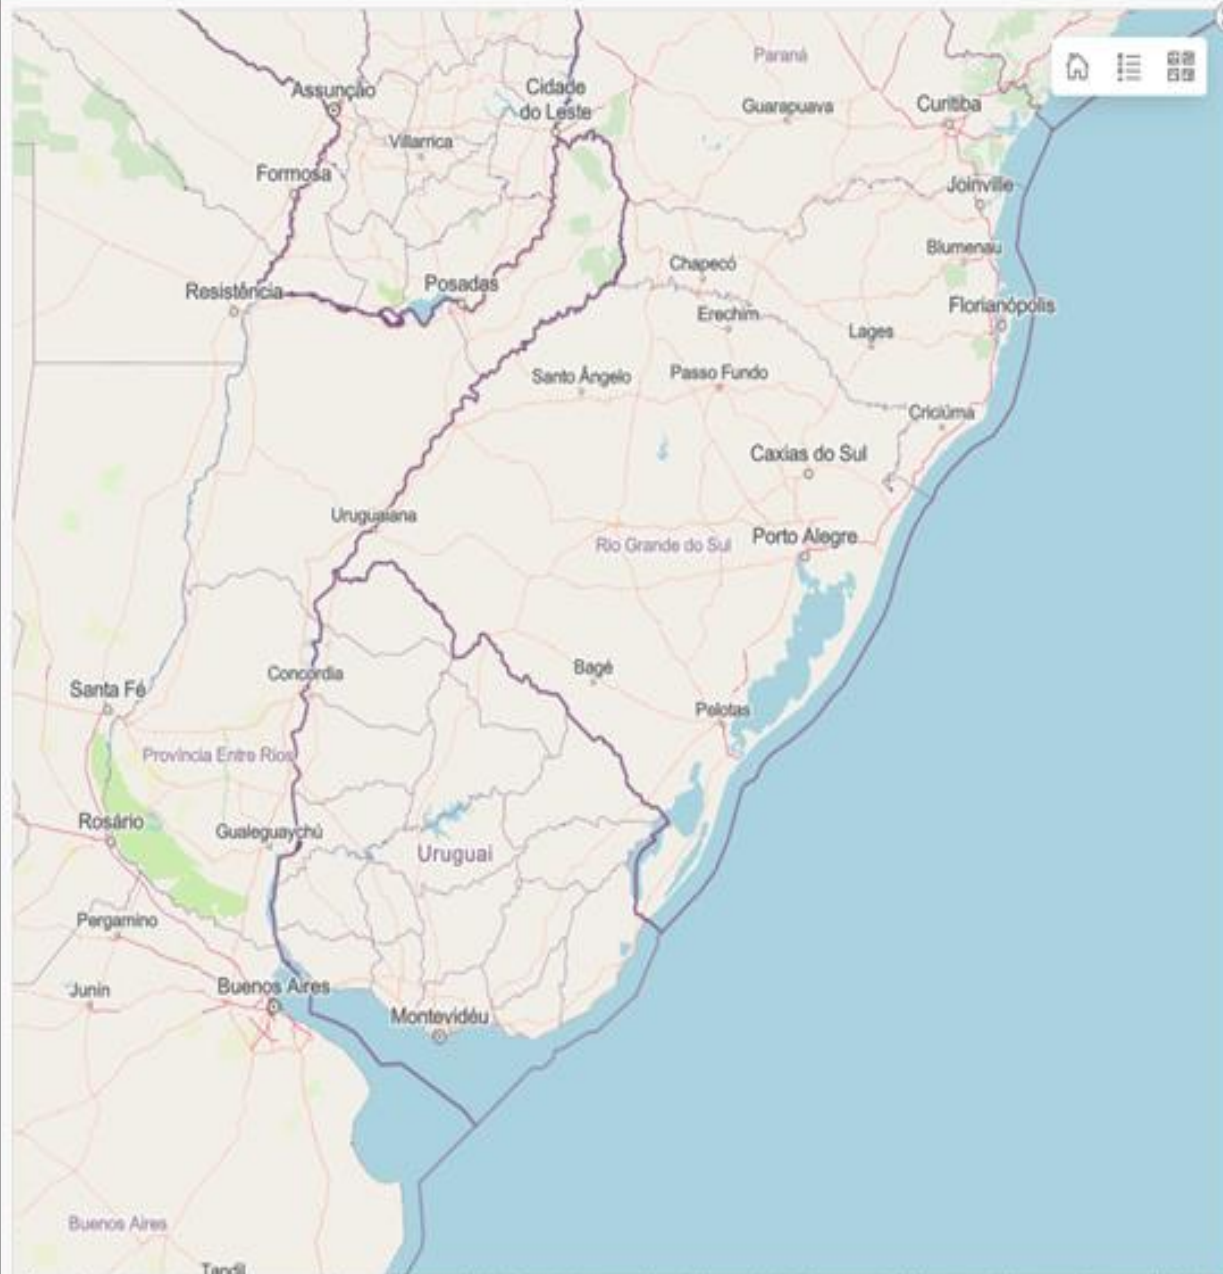 Paraná
Cidade
do Leste
Assunção
Guarapuava
Curitiba
Villarrica
Formosa
Joinville
Blumenau
Chapecó
Posadas
Resistência
Florianópolis
Erechim
Lages
Passo Fundo
Santo Ângelo
Criciúma
Caxias do Sul
Uruguaiana
Porto Alegre
Rio Grande do Sul
Bagé
Concórdia
Santa Fé
Pelotas
Província Entre Ríos
Rosário
Gualeguaychú
Uruguai
Pergamino
Buenos Aires
Junín
Montevidéu
Buenos Aires
Tandil